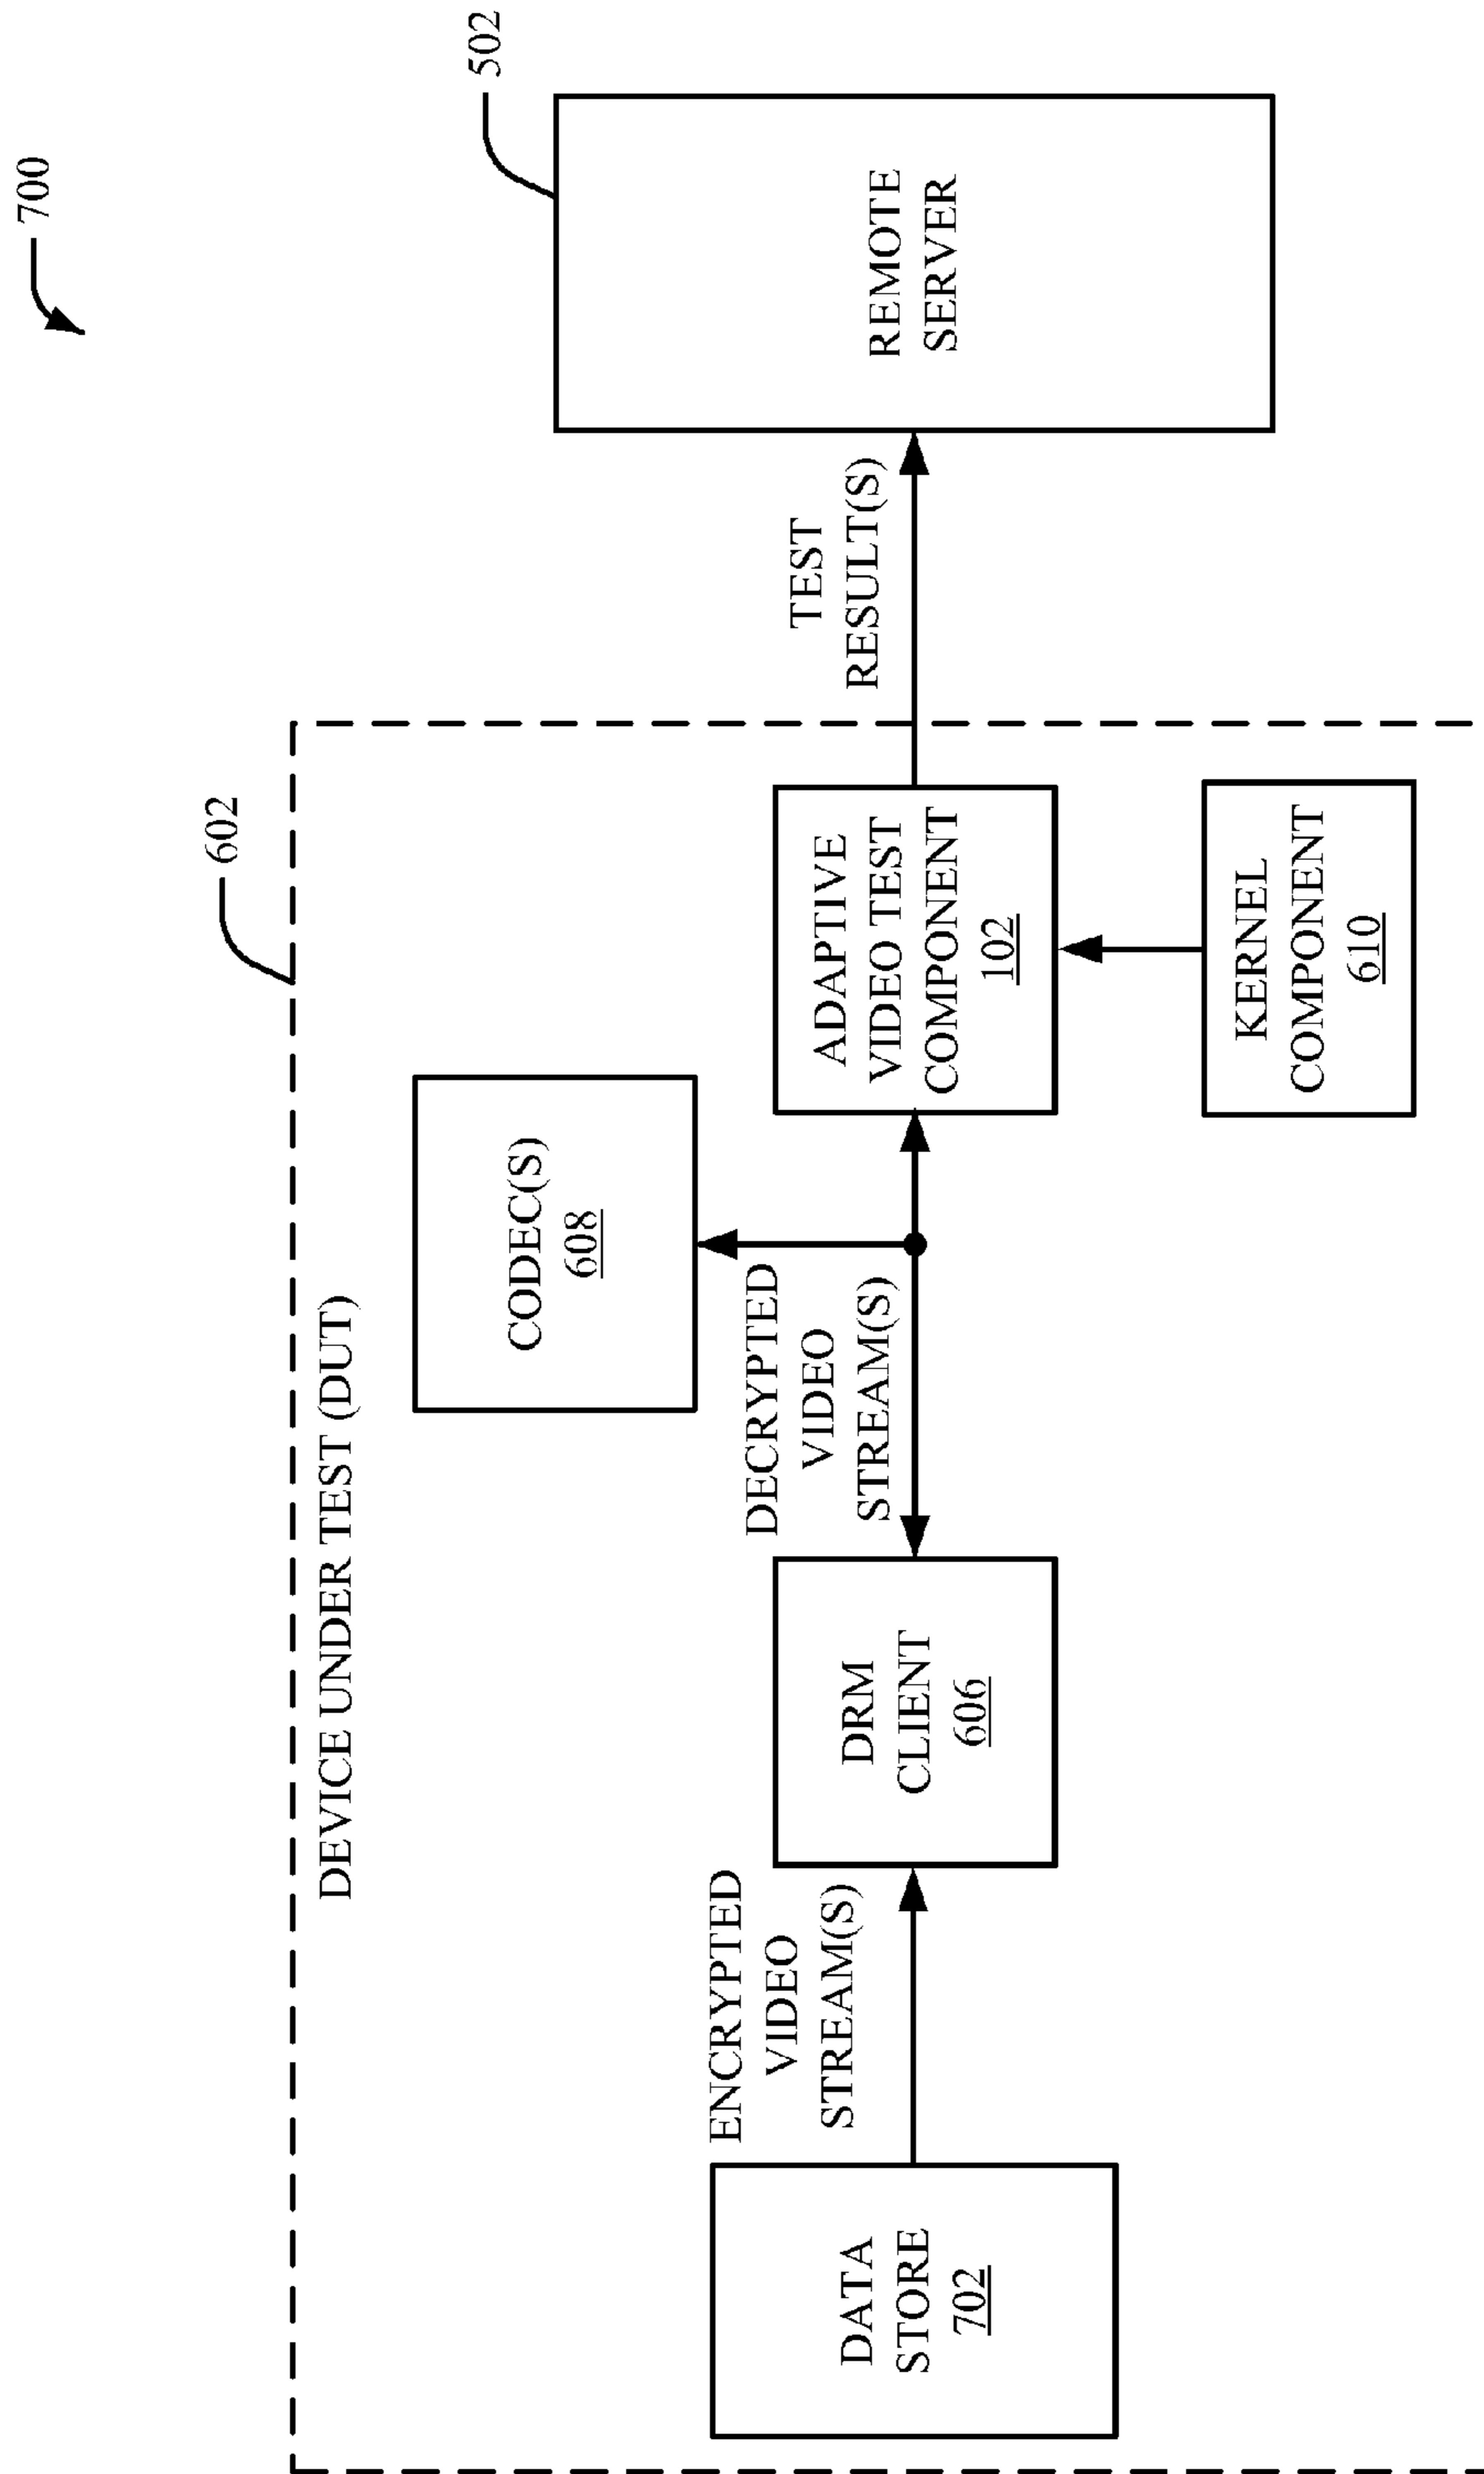 700
602
502
DEVICE UNDER TEST (DUT)
CODEC(S)
608
ENCRYPTED
VIDEO
STREAM(S)
DECRYPTED
VIDEO
STREAM(S)
TEST
RESULT(S)
DATA
STORE
702
DRM
CLIENT
606
ADAPTIVE
VIDEO TEST
COMPONENT
102
REMOTE
SERVER
KERNEL
COMPONENT
610